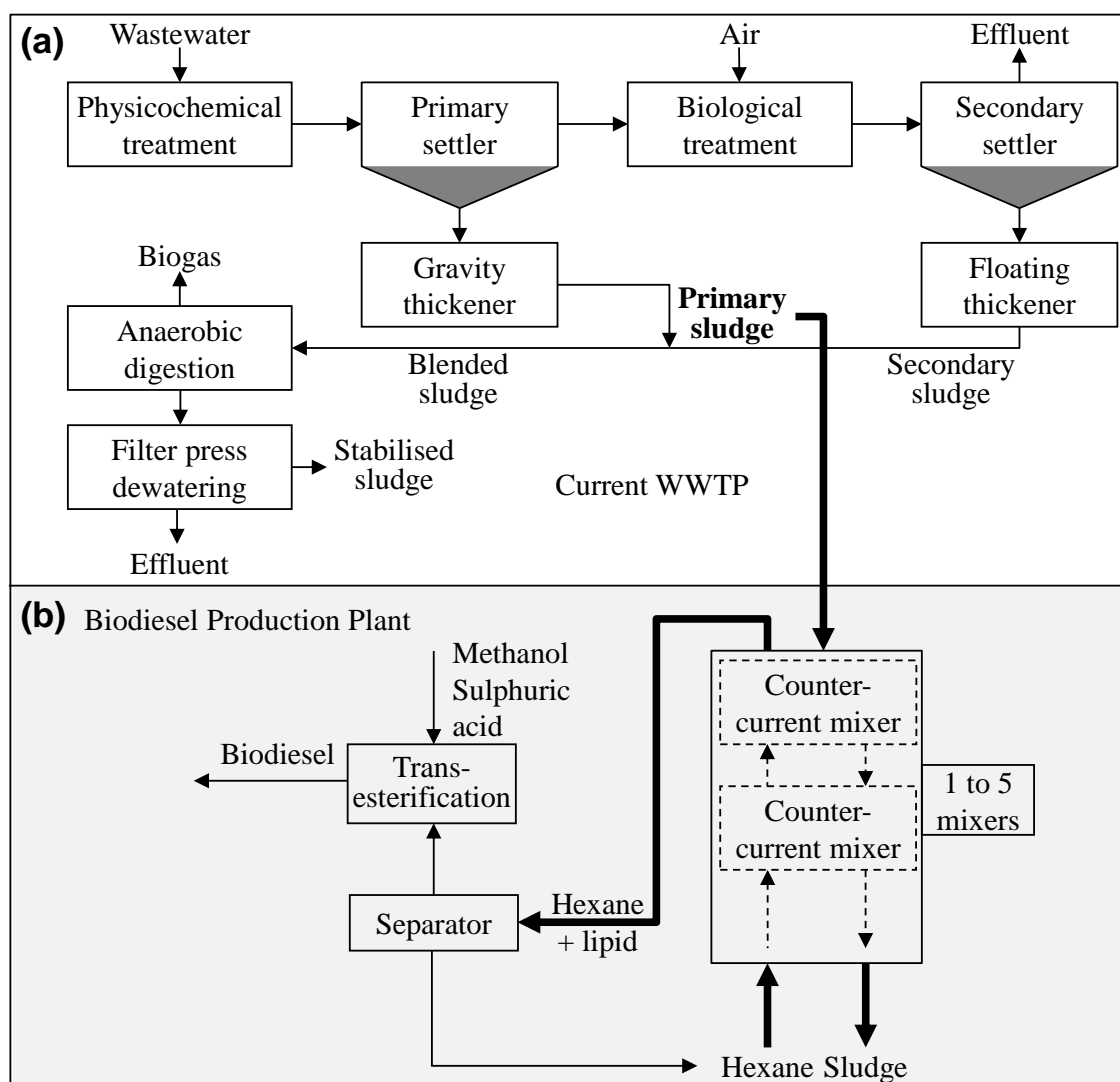 (a)
Wastewater
Air
Effluent
Physicochemical
treatment
Primary
settler
Biological
treatment
Secondary
settler
Biogas
Gravity
thickener
Primary
sludge
Floating
thickener
Anaerobic
digestion
Blended
sludge
Secondary
sludge
Filter press
dewatering
Stabilised
sludge
Current WWTP
Effluent
(b) Biodiesel Production Plant
Methanol
Sulphuric
acid
Counter-
current mixer
Biodiesel
Trans-
esterification
Counter-
current mixer
1 to 5
mixers
Separator
Hexane
+ lipid
Hexane Sludge